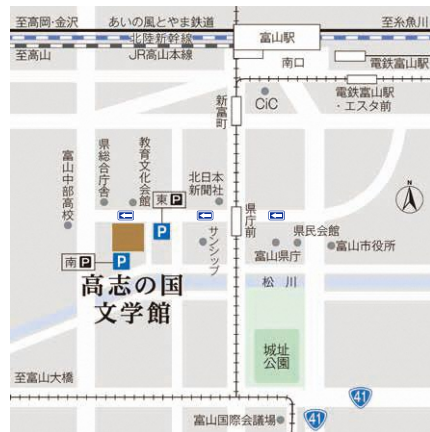 至高岡・金沢
あいの風とやま鉄道
至糸魚川
北陸新幹線
富山駅
至高山
JR高山本線
南口
電鉄富山駅
電鉄富山駅
・エスタ前
新富町
CiC
富山中部高校
県総合庁舎
教育文化会館
北日本
新聞社
東P
県庁前
P
サンシップ
県民会館
富山県庁
富山市役所
南P
P
高志の国
文学館
松川
城址
公園
至富山大橋
41
富山国際会議場
41
N